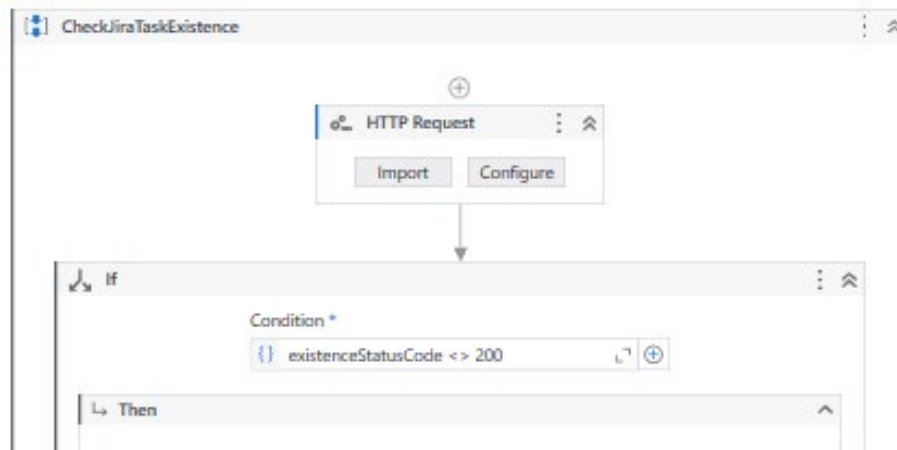 CheckJiraTaskExistence
HTTP Request
Import Configure
If
Condition *
{} existenceStatusCode <> 200
Then